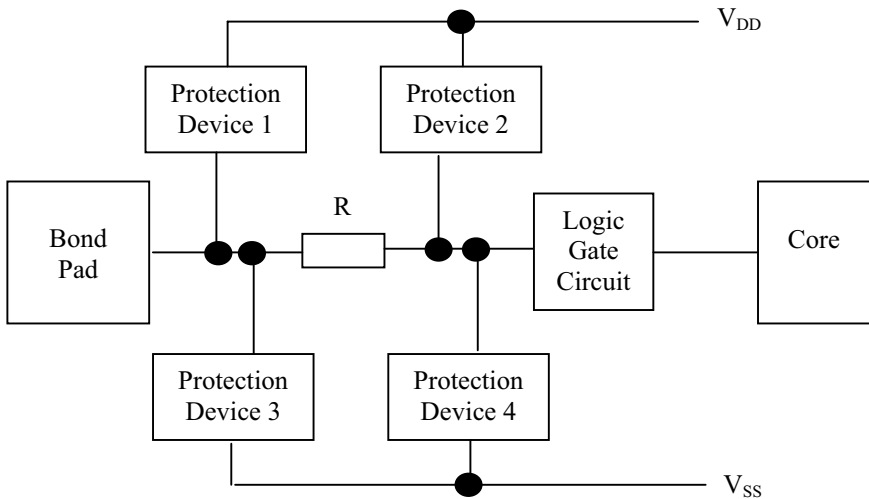 V_DD
Protection
Device 1
Protection
Device 2
Bond
Pad
R
Logic
Gate
Circuit
Core
Protection
Device 3
Protection
Device 4
V_SS